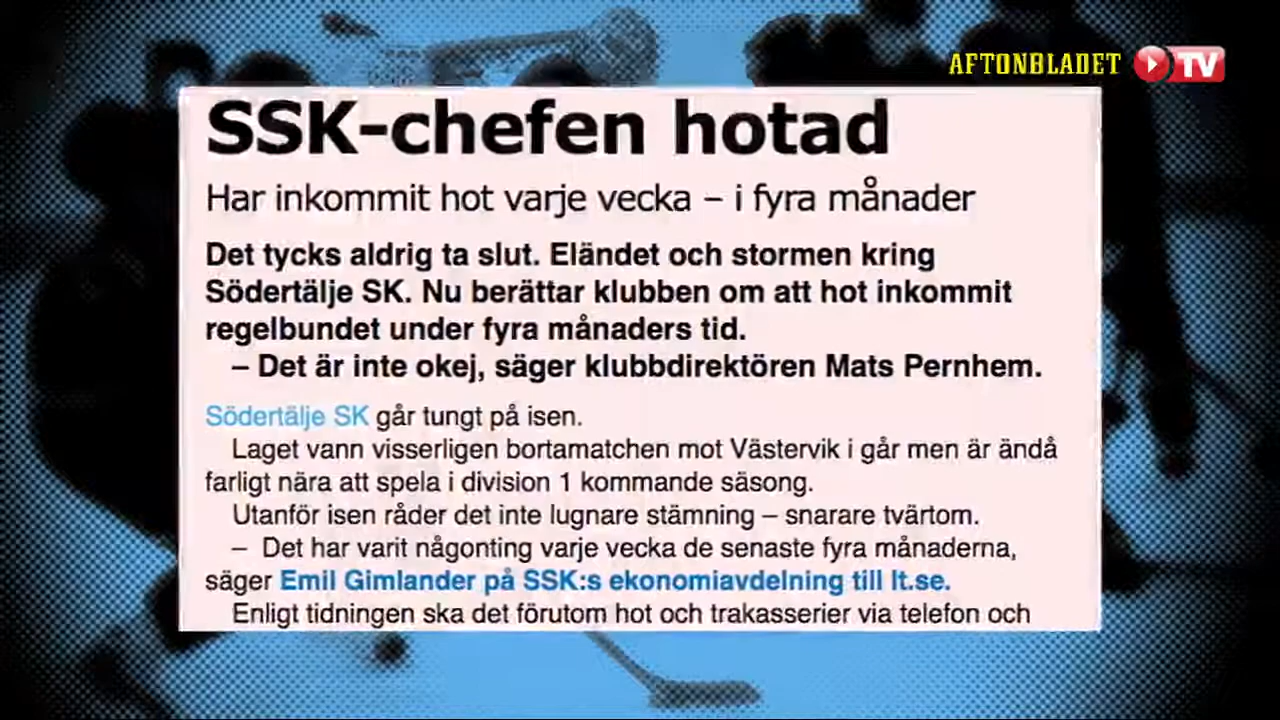 AFTONBLADET TV
SSK-chefen hotad
Har inkommit hot varje vecka – i fyra månader
Det tycks aldrig ta slut. Eländet och stormen kring
Södertälje SK. Nu berättar klubben om att hot inkommit
regelbundet under fyra månaders tid.
– Det är inte okej, säger klubbdirektören Mats Pernhem.
Södertälje SK går tungt på isen.
Laget vann visserligen bortamatchen mot Västervik i går men är ändå
farligt nära att spela i division 1 kommande säsong.
Utanför isen råder det inte lugnare stämning – snarare tvärtom.
– Det har varit någonting varje vecka de senaste fyra månaderna,
säger Emil Gimlander på SSK:s ekonomiavdelning till lt.se.
Enligt tidningen ska det förutom hot och trakasserier via telefon och